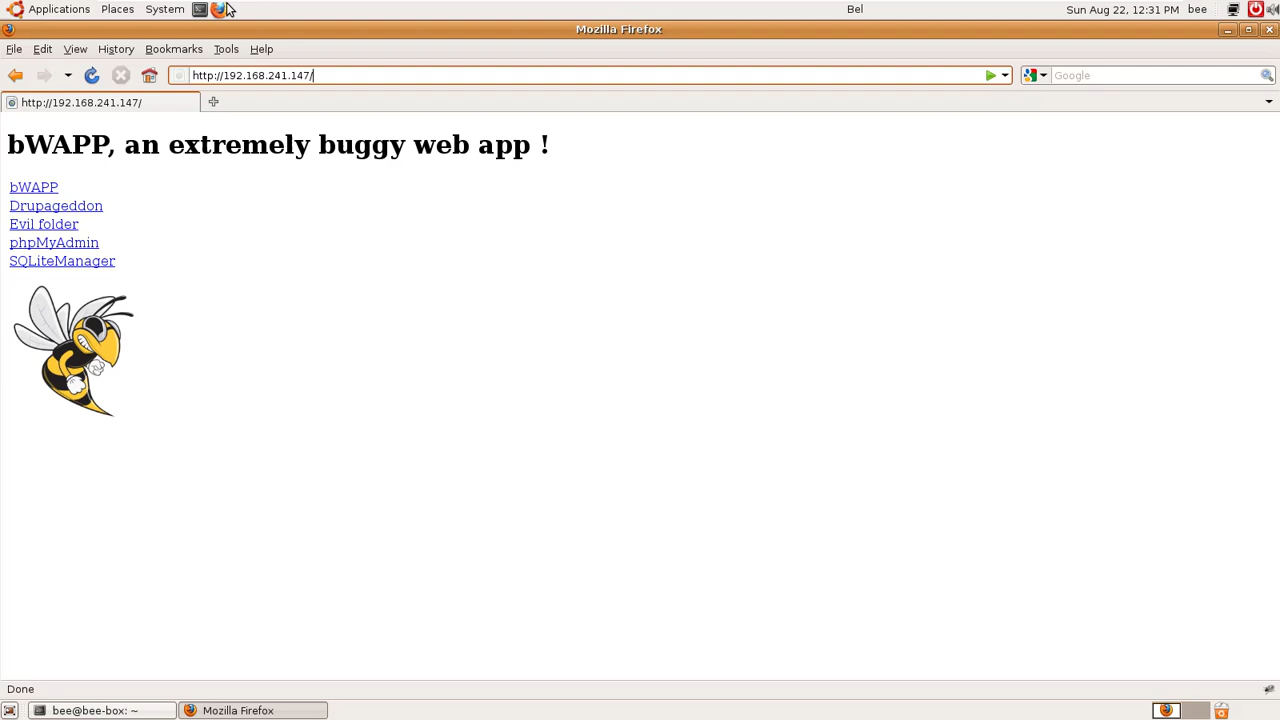 Applications Places System Bel Sun Aug 22, 12:31 PM bee
Mozilla Firefox
File Edit View History Bookmarks Tools Help
http://192.168.241.147/ Google
http://192.168.241.147/
bWAPP, an extremely buggy web app !
bWAPP
Drupageddon
Evil folder
phpMyAdmin
SQLiteManager
Done
bee@bee-box: ~ Mozilla Firefox